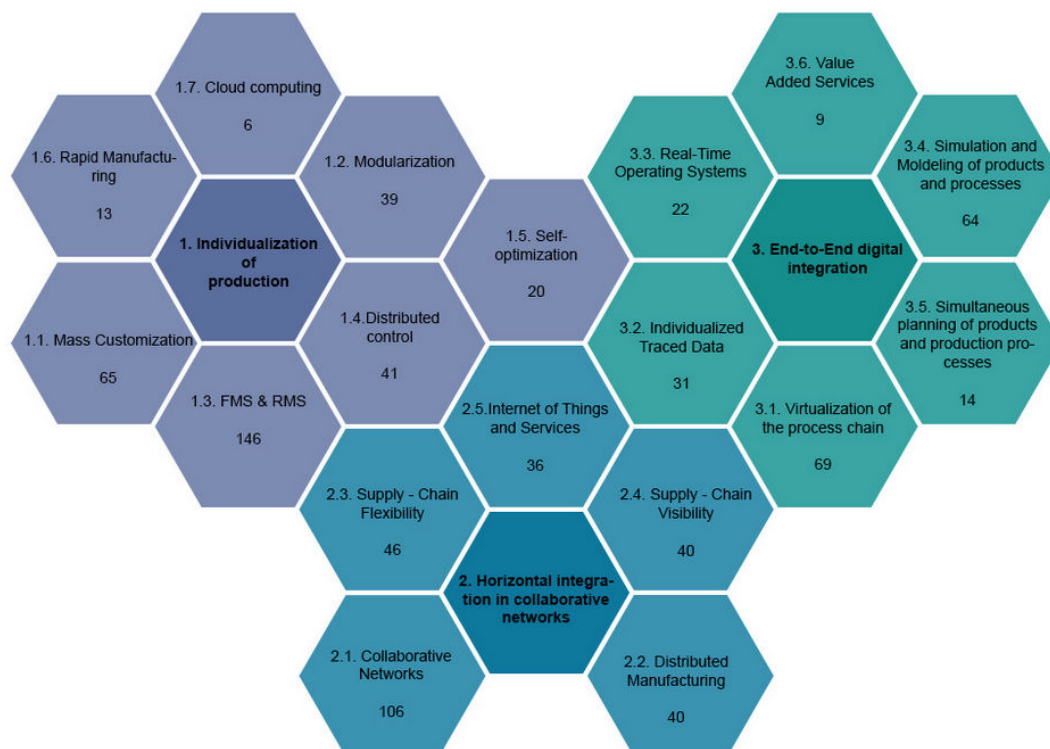 1.7. Cloud computing
6
3.6. Value
Added Services
9
1.6. Rapid Manufactu-
ring
13
1.2. Modularization
39
3.3. Real-Time
Operating Systems
22
3.4. Simulation and
Moldeling of products
and processes
64
1. Individualization
of
production
1.5. Self-
optimization
20
3. End-to-End digital
integration
1.1. Mass Customization
65
1.4.Distributed
control
41
3.2. Individualized
Traced Data
31
3.5. Simultaneous
planning of products
and production pro-
cesses
14
1.3. FMS & RMS
146
2.5.Internet of Things
and Services
36
3.1. Virtualization of
the process chain
69
2.3. Supply - Chain
Flexibility
46
2.4. Supply - Chain
Visibility
40
2. Horizontal integra-
tion in collaborative
networks
2.1. Collaborative
Networks
106
2.2. Distributed
Manufacturing
40